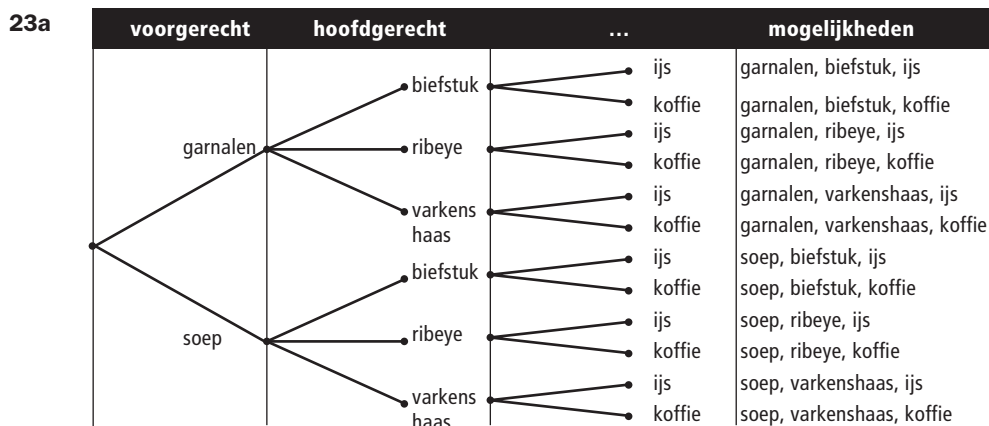 23a
voorgerecht hoofdgerecht ... mogelijkheden
ijs garnalen, biefstuk, ijs
biefstuk
koffie garnalen, biefstuk, koffie
ijs garnalen, ribeye, ijs
garnalen ribeye
koffie garnalen, ribeye, koffie
ijs garnalen, varkenshaas, ijs
varkens
haas
koffie garnalen, varkenshaas, koffie
ijs soep, biefstuk, ijs
biefstuk
koffie soep, biefstuk, koffie
ijs soep, ribeye, ijs
soep ribeye
koffie soep, ribeye, koffie
ijs soep, varkenshaas, ijs
varkens
haas
koffie soep, varkenshaas, koffie